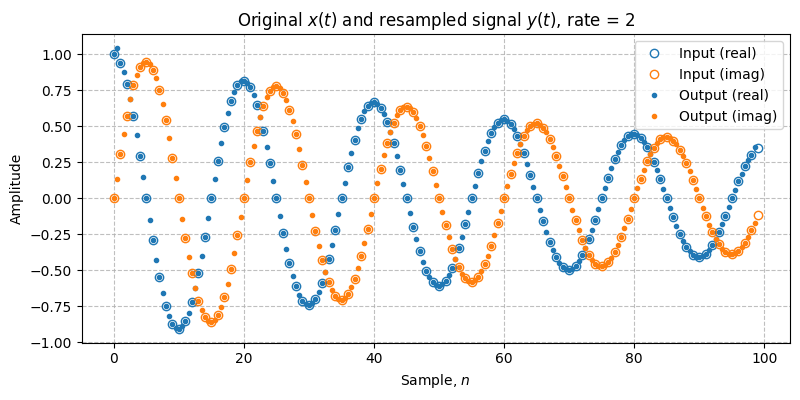 Original x(t) and resampled signal y(t), rate = 2
Amplitude
1.00
0.75
0.50
0.25
0.00
−0.25
−0.50
−0.75
−1.00
Input (real)
Input (imag)
Output (real)
Output (imag)
0 20 40 60 80 100
Sample, n